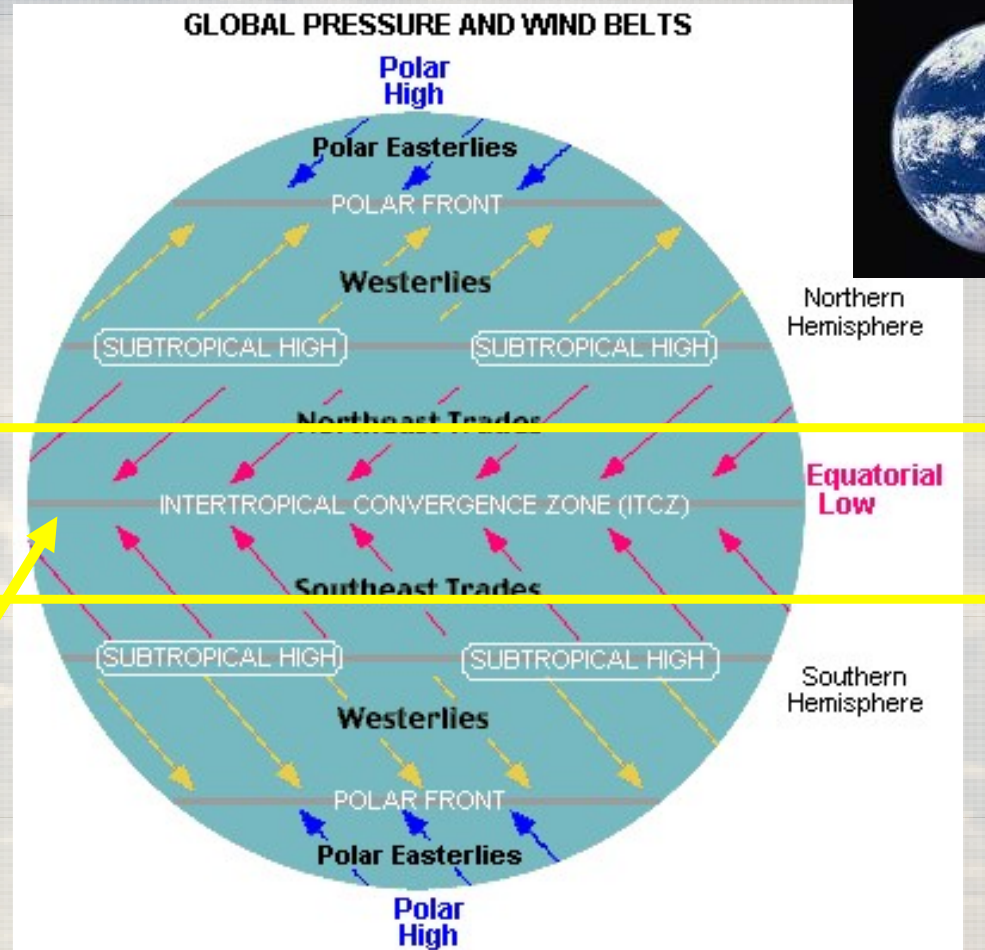 GLOBAL PRESSURE AND WIND BELTS
Polar
High
Polar Easterlies
POLAR FRONT
Westerlies
Northern
Hemisphere
SUBTROPICAL HIGH
SUBTROPICAL HIGH
Northeast Trades
Equatorial
Low
INTERTROPICAL CONVERGENCE ZONE (ITCZ)
Southeast Trades
SUBTROPICAL HIGH
SUBTROPICAL HIGH
Southern
Hemisphere
Westerlies
POLAR FRONT
Polar Easterlies
Polar
High